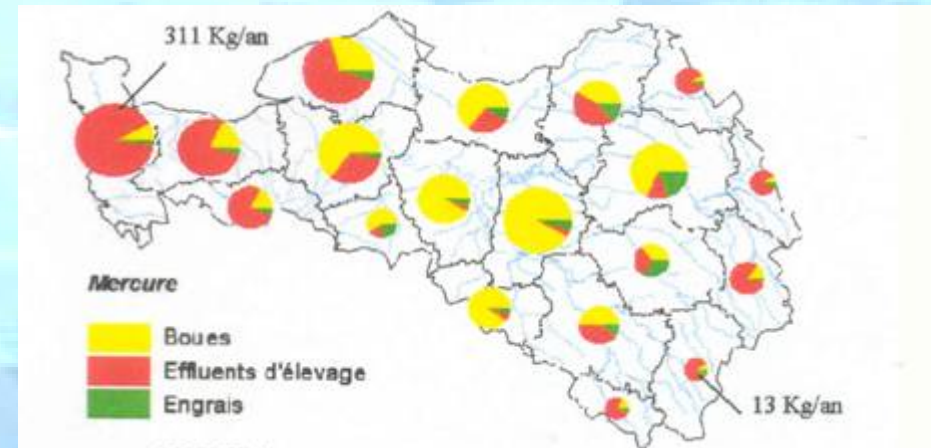 311 Kg/an
Mercure
Boues
Effluents d'élevage
Engrais
13 Kg/an